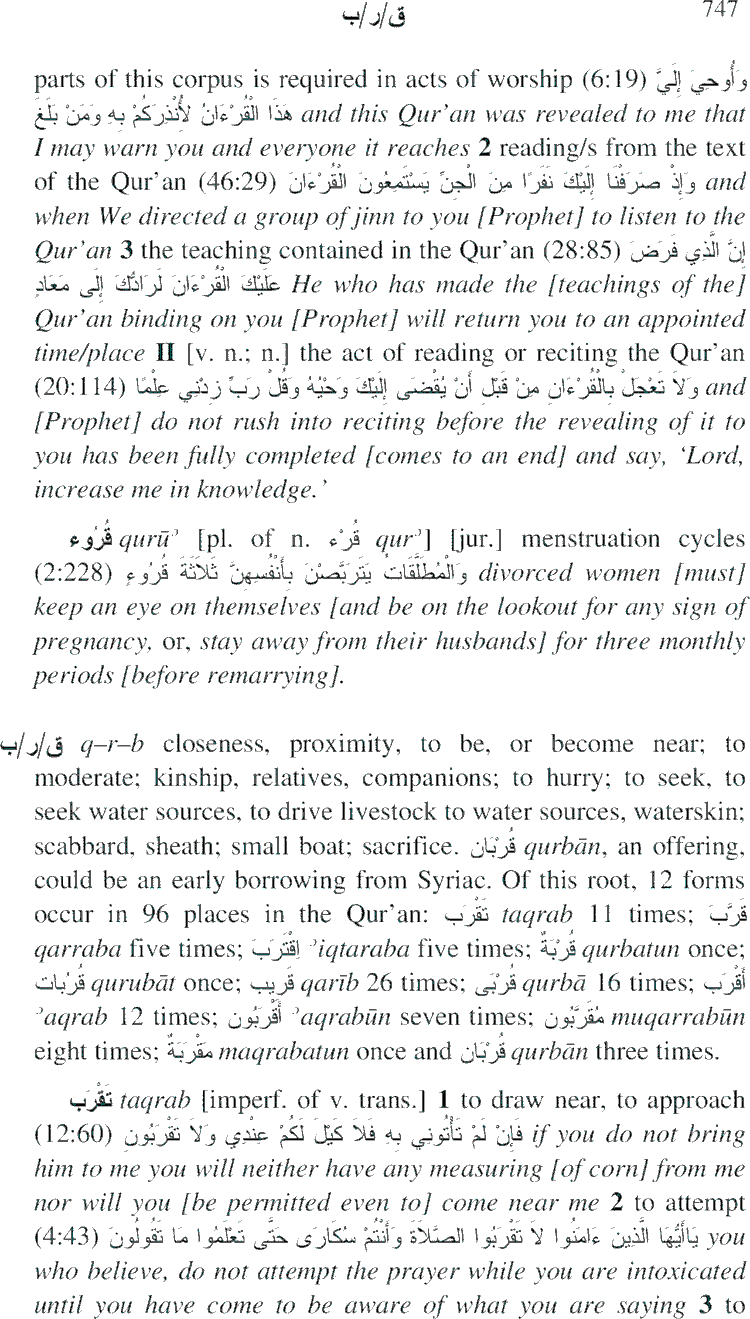 ق/ر/ب 747
parts of this corpus is required in acts of worship (6:19) وَأُوحِيَ إِلَيَّ
هَذَا الْقُرْءَانُ لأُنْذِرَكُمْ بِهِ وَمَنْ بَلَغَ and this Qur'an was revealed to me that
I may warn you and everyone it reaches 2 reading/s from the text
of the Qur'an (46:29) وَإِذْ صَرَفْنَا إِلَيْكَ نَفَرًا مِنَ الْجِنِّ يَسْتَمِعُونَ الْقُرْءَانَ and
when We directed a group of jinn to you [Prophet] to listen to the
Qur'an 3 the teaching contained in the Qur'an (28:85) إِنَّ الَّذِي فَرَضَ
عَلَيْكَ الْقُرْءَانَ لَرَادُّكَ إِلَى مَعَادٍ He who has made the [teachings of the]
Qur'an binding on you [Prophet] will return you to an appointed
time/place II [v. n.; n.] the act of reading or reciting the Qur'an
(20:114) وَلاَ تَعْجَلْ بِالْقُرْءَانِ مِنْ قَبْلِ أَنْ يُقْضَى إِلَيْكَ وَحْيُهُ وَقُلْ رَبِّ زِدْنِي عِلْمًا and
[Prophet] do not rush into reciting before the revealing of it to
you has been fully completed [comes to an end] and say, ‘Lord,
increase me in knowledge.’
قُرُوء qurūʾ [pl. of n. قُرْء qurʾ] [jur.] menstruation cycles
(2:228) وَالْمُطَلَّقَاتُ يَتَرَبَّصْنَ بِأَنْفُسِهِنَّ ثَلاَثَةَ قُرُوءٍ divorced women [must]
keep an eye on themselves [and be on the lookout for any sign of
pregnancy, or, stay away from their husbands] for three monthly
periods [before remarrying].
ق/ر/ب q–r–b closeness, proximity, to be, or become near; to
moderate; kinship, relatives, companions; to hurry; to seek, to
seek water sources, to drive livestock to water sources, waterskin;
scabbard, sheath; small boat; sacrifice. قُرْبَان qurbān, an offering,
could be an early borrowing from Syriac. Of this root, 12 forms
occur in 96 places in the Qur'an: تَقْرَب taqrab 11 times; قَرَّبَ
qarraba five times; اِقْتَرَبَ ʾiqtaraba five times; قُرْبَةٌ qurbatun once;
قُرُبات qurubāt once; قَرِيب qarīb 26 times; قُرْبَى qurbā 16 times; أَقْرَب
ʾaqrab 12 times; أَقْرَبُون ʾaqrabūn seven times; مُقَرَّبُون muqarrabūn
eight times; مَقْرَبَةٌ maqrabatun once and قُرْبَان qurbān three times.
تَقْرَب taqrab [imperf. of v. trans.] 1 to draw near, to approach
(12:60) فَإِنْ لَمْ تَأْتُونِي بِهِ فَلاَ كَيْلَ لَكُمْ عِنْدِي وَلاَ تَقْرَبُونِ if you do not bring
him to me you will neither have any measuring [of corn] from me
nor will you [be permitted even to] come near me 2 to attempt
(4:43) يَاأَيُّهَا الَّذِينَ ءَامَنُوا لاَ تَقْرَبُوا الصَّلاَةَ وَأَنْتُمْ سُكَارَى حَتَّى تَعْلَمُوا مَا تَقُولُونَ you
who believe, do not attempt the prayer while you are intoxicated
until you have come to be aware of what you are saying 3 to